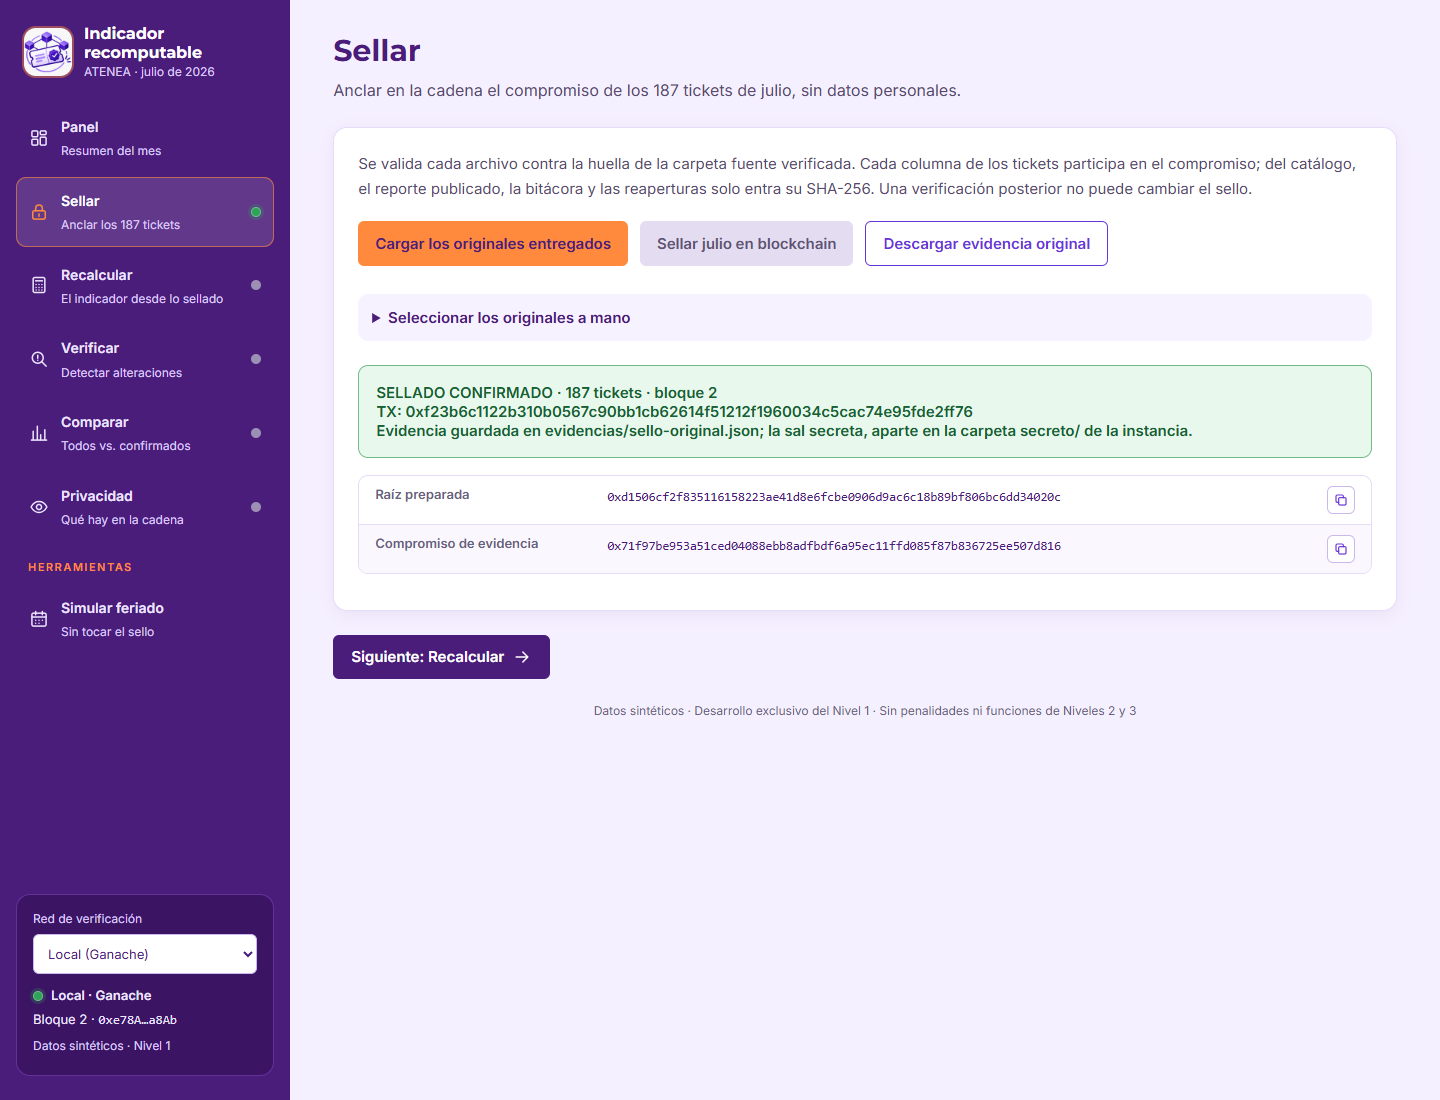 Indicador
recomputable
ATENEA · julio de 2026
Panel
Resumen del mes
Sellar
Anclar los 187 tickets
Recalcular
El indicador desde lo sellado
Verificar
Detectar alteraciones
Comparar
Todos vs. confirmados
Privacidad
Qué hay en la cadena
HERRAMIENTAS
Simular feriado
Sin tocar el sello
Red de verificación
Local (Ganache)
Local · Ganache
Bloque 2 · 0xe78A…a8Ab
Datos sintéticos · Nivel 1
Sellar
Anclar en la cadena el compromiso de los 187 tickets de julio, sin datos personales.
Se valida cada archivo contra la huella de la carpeta fuente verificada. Cada columna de los tickets participa en el compromiso; del catálogo,
el reporte publicado, la bitácora y las reaperturas solo entra su SHA-256. Una verificación posterior no puede cambiar el sello.
Cargar los originales entregados
Sellar julio en blockchain
Descargar evidencia original
Seleccionar los originales a mano
SELLADO CONFIRMADO · 187 tickets · bloque 2
TX: 0xf23b6c1122b310b0567c90bb1cb62614f51212f1960034c5cac74e95fde2ff76
Evidencia guardada en evidencias/sello-original.json; la sal secreta, aparte en la carpeta secreto/ de la instancia.
Raíz preparada
0xd1506cf2f835116158223ae41d8e6fcbe0906d9ac6c18b89bf806bc6dd34020c
Compromiso de evidencia
0x71f97be953a51ced04088ebb8adfbdf6a95ec11ffd085f87b836725ee507d816
Siguiente: Recalcular
Datos sintéticos · Desarrollo exclusivo del Nivel 1 · Sin penalidades ni funciones de Niveles 2 y 3